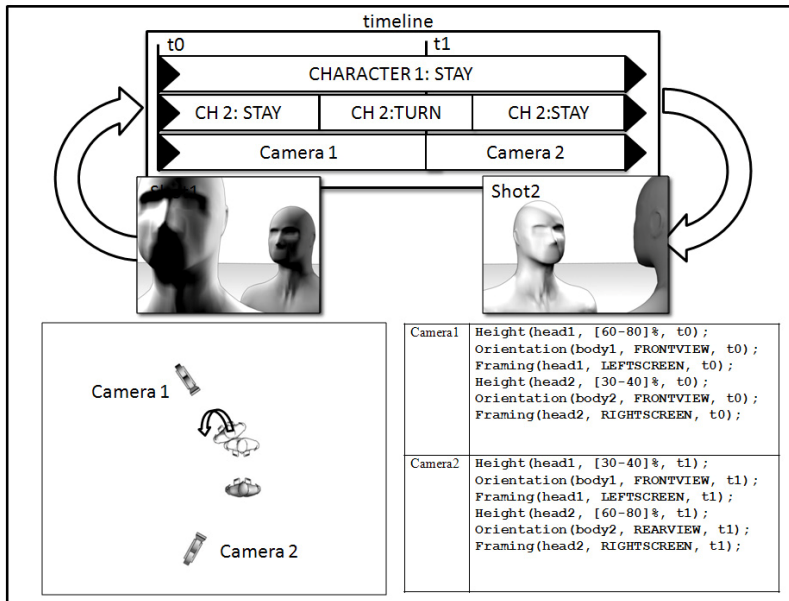 timeline
t0 t1
CHARACTER 1: STAY
CH 2: STAY CH 2:TURN CH 2:STAY
Camera 1 Camera 2
Shot1 Shot2
Camera 1
Camera 2
Camera1 Height(head1, [60-80]%, t0);
Orientation(body1, FRONTVIEW, t0);
Framing(head1, LEFTSCREEN, t0);
Height(head2, [30-40]%, t0);
Orientation(body2, FRONTVIEW, t0);
Framing(head2, RIGHTSCREEN, t0);
Camera2 Height(head1, [30-40]%, t1);
Orientation(body1, FRONTVIEW, t1);
Framing(head1, LEFTSCREEN, t1);
Height(head2, [60-80]%, t1);
Orientation(body2, REARVIEW, t1);
Framing(head2, RIGHTSCREEN, t1);